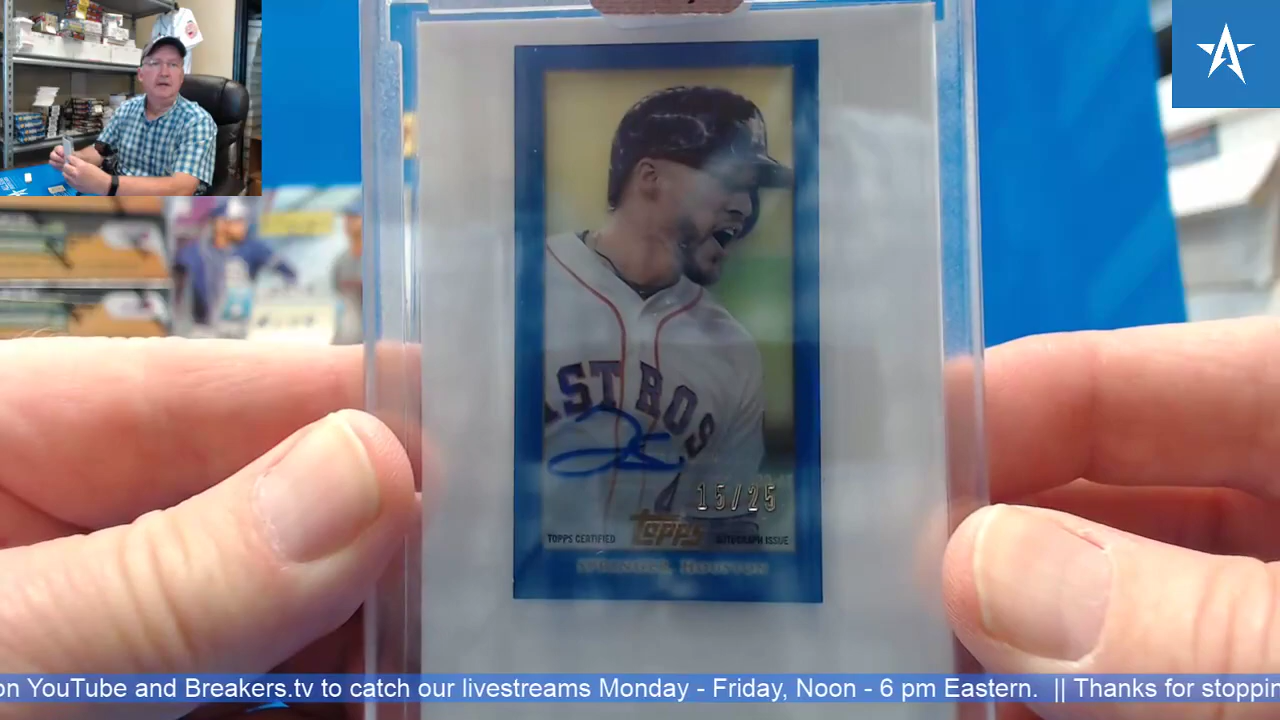 ASTROS
15/25
TOPPS CERTIFIED topps AUTOGRAPH ISSUE
SPRINGER, HOUSTON
on YouTube and Breakers.tv to catch our livestreams Monday - Friday, Noon - 6 pm Eastern. || Thanks for stoppin